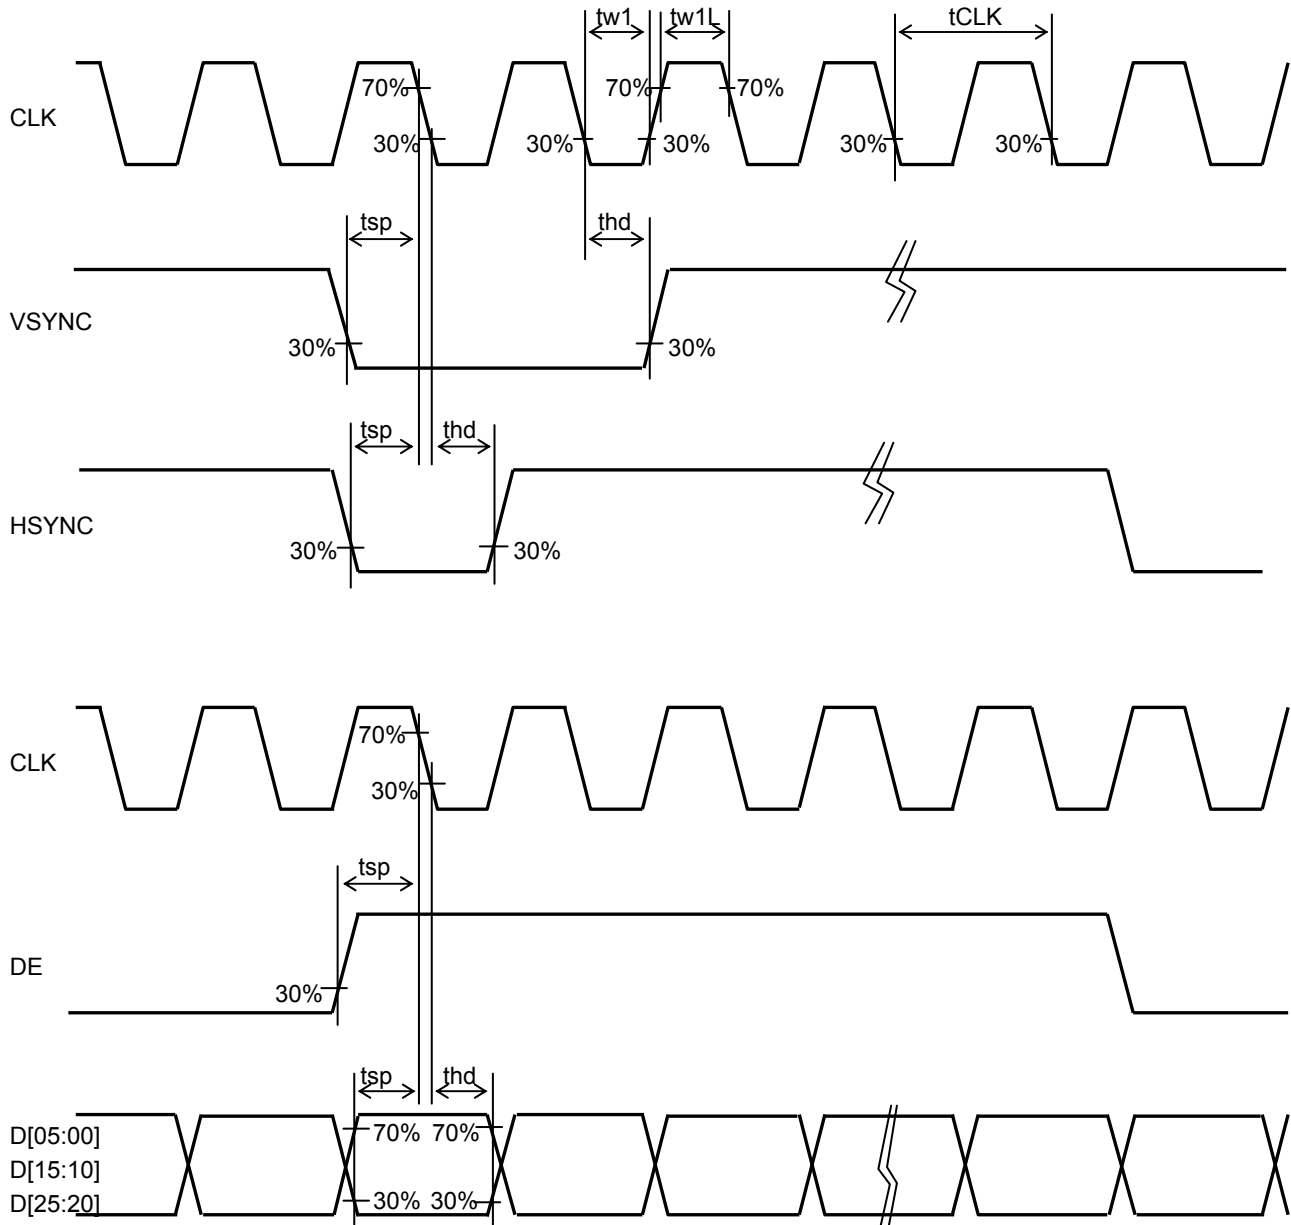 tw1 tw1L tCLK
70% 70% 70%
CLK
30% 30% 30% 30% 30%
tsp thd
VSYNC
30% 30%
tsp thd
HSYNC
30% 30%
70%
CLK
30%
tsp
DE
30%
tsp thd
D[05:00] 70% 70%
D[15:10]
D[25:20] 30% 30%